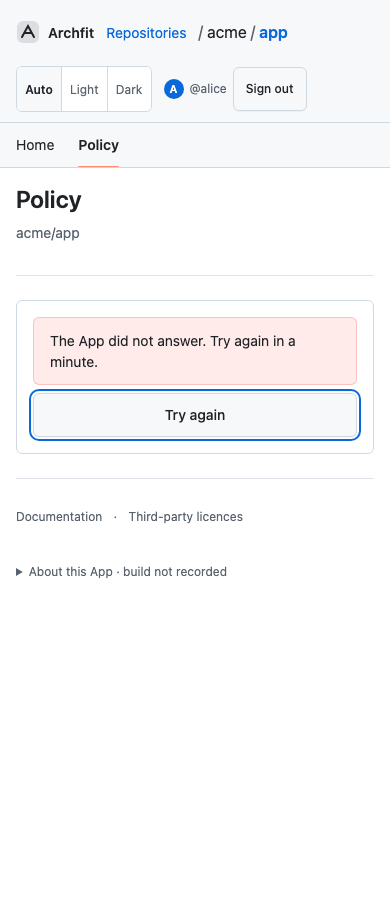 Archfit Repositories / acme / app
Auto Light Dark A @alice Sign out
Home Policy
Policy
acme/app
The App did not answer. Try again in a
minute.
Try again
Documentation · Third-party licences
About this App · build not recorded